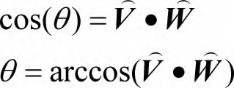 cos(θ) = V̂ • Ŵ
θ = arccos(V̂ • Ŵ)